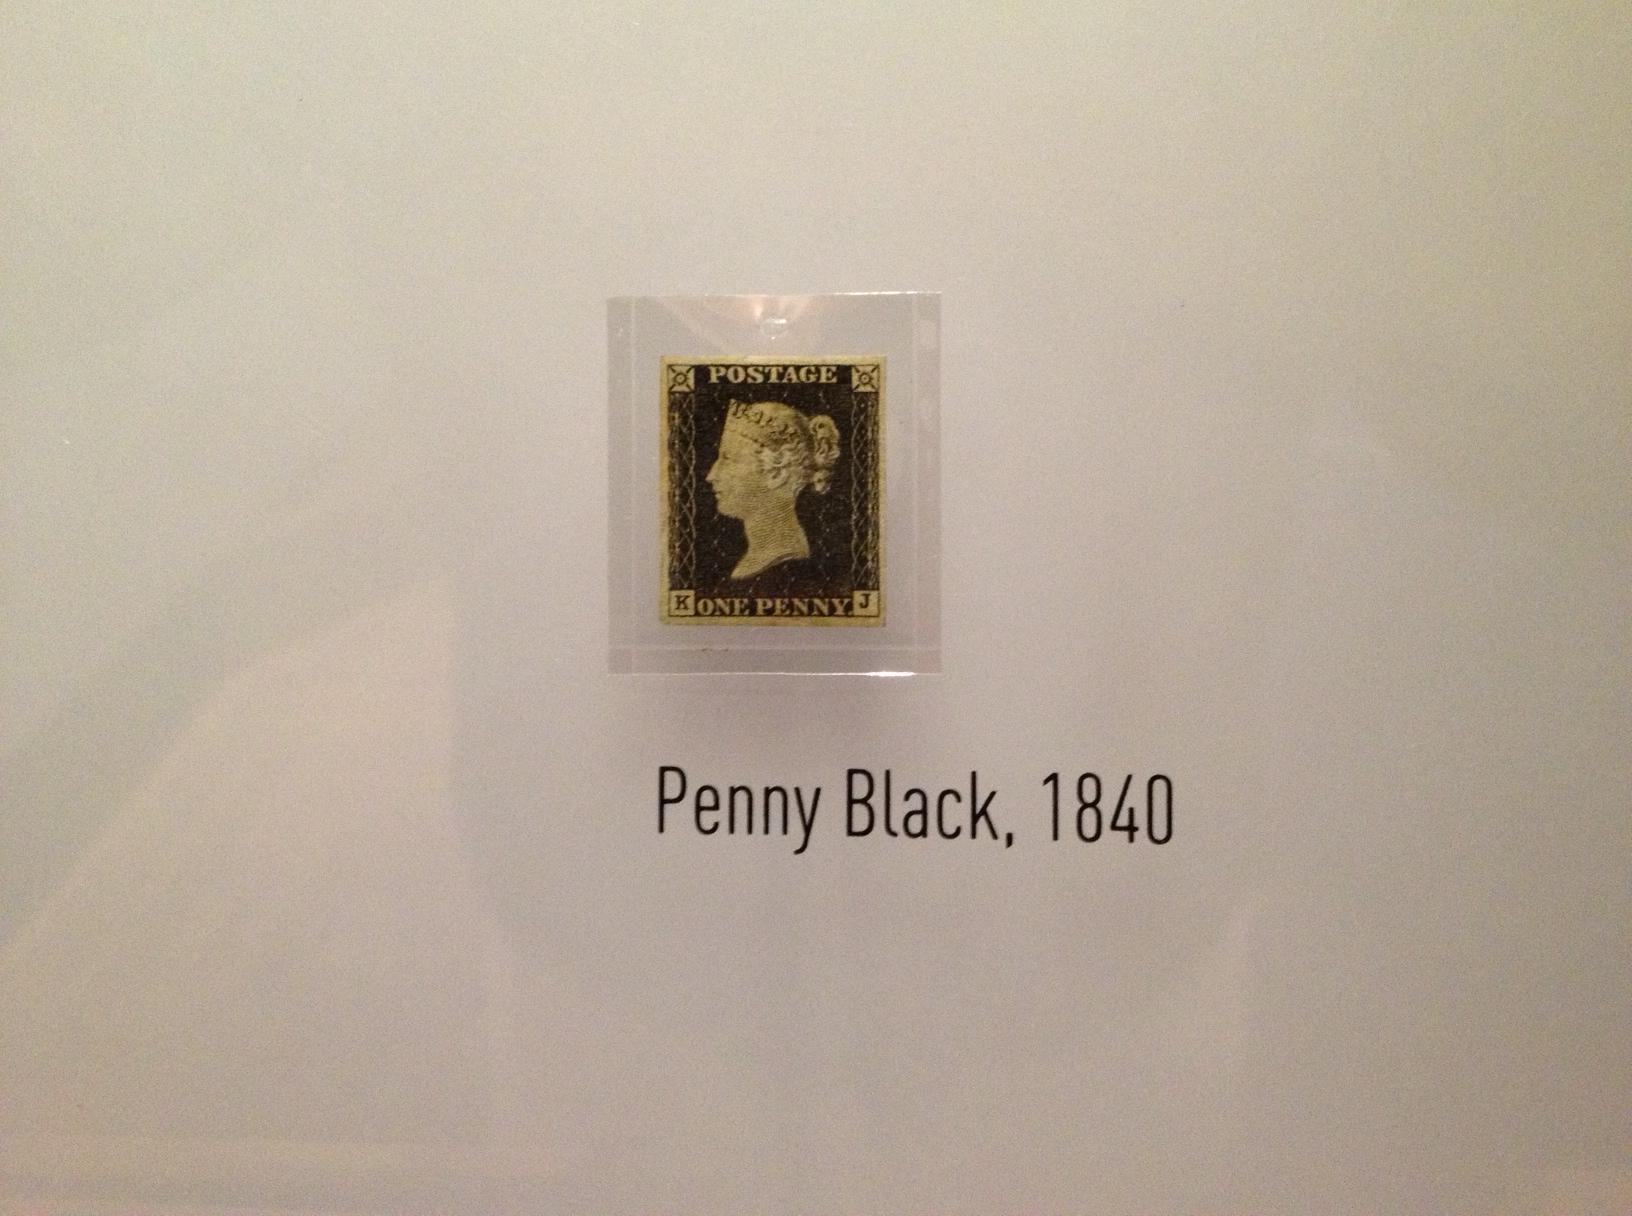 POSTAGE
K ONE PENNY. J
Penny Black, 1840